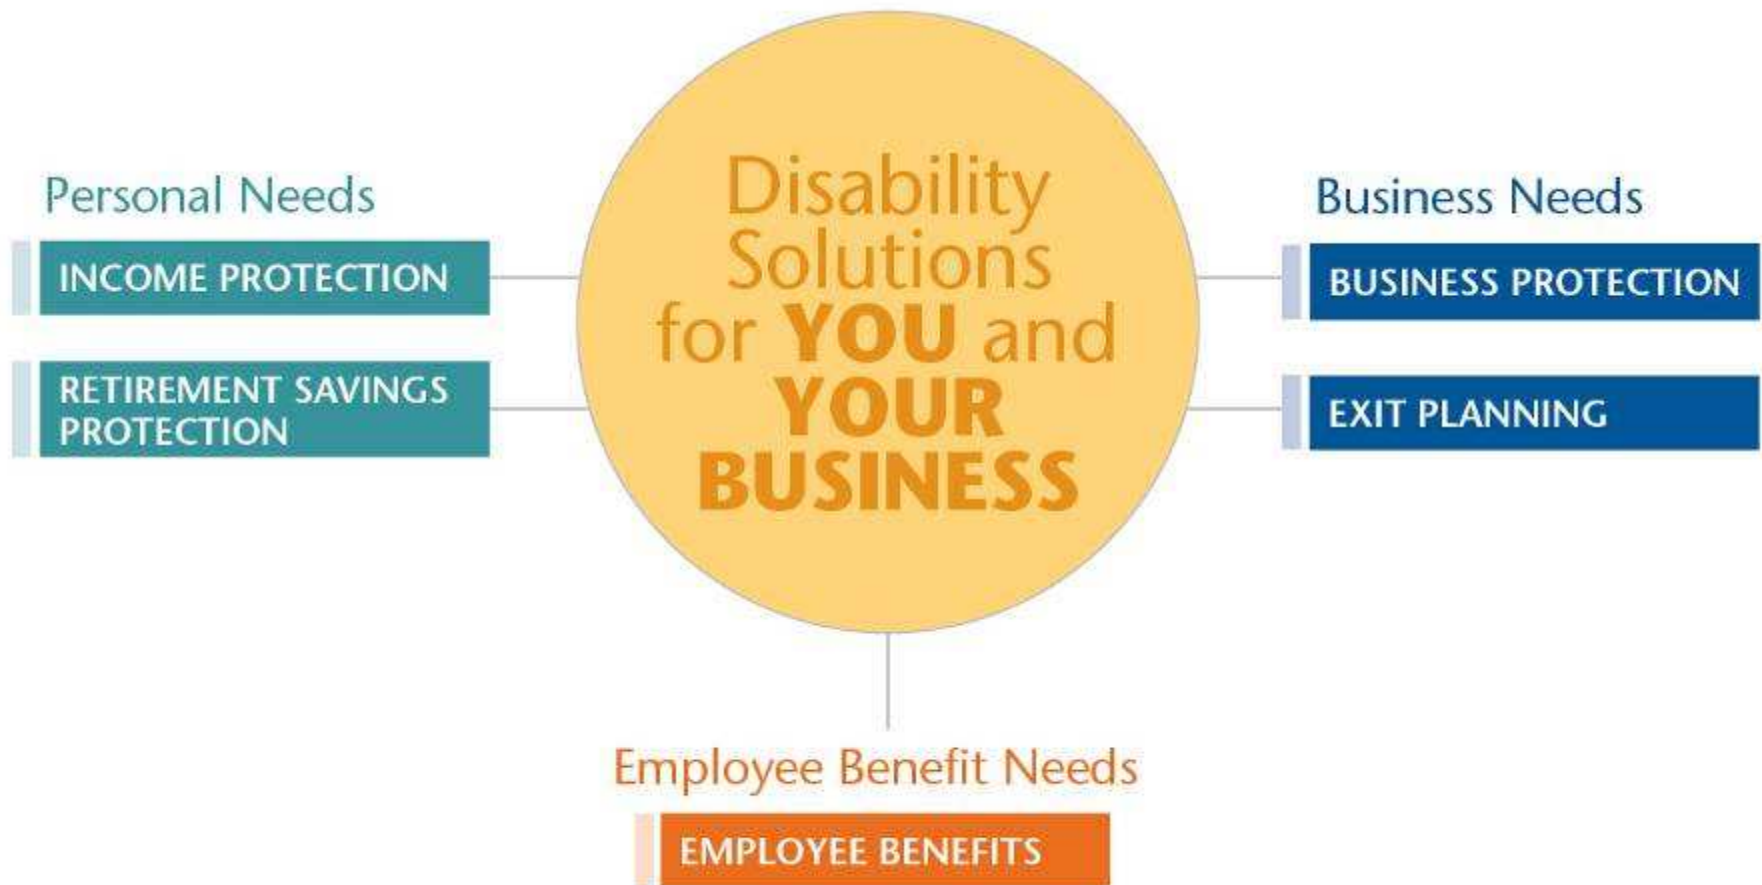 Disability
Solutions
for YOU and
YOUR
BUSINESS
Personal Needs
INCOME PROTECTION
RETIREMENT SAVINGS
PROTECTION
Business Needs
BUSINESS PROTECTION
EXIT PLANNING
Employee Benefit Needs
EMPLOYEE BENEFITS